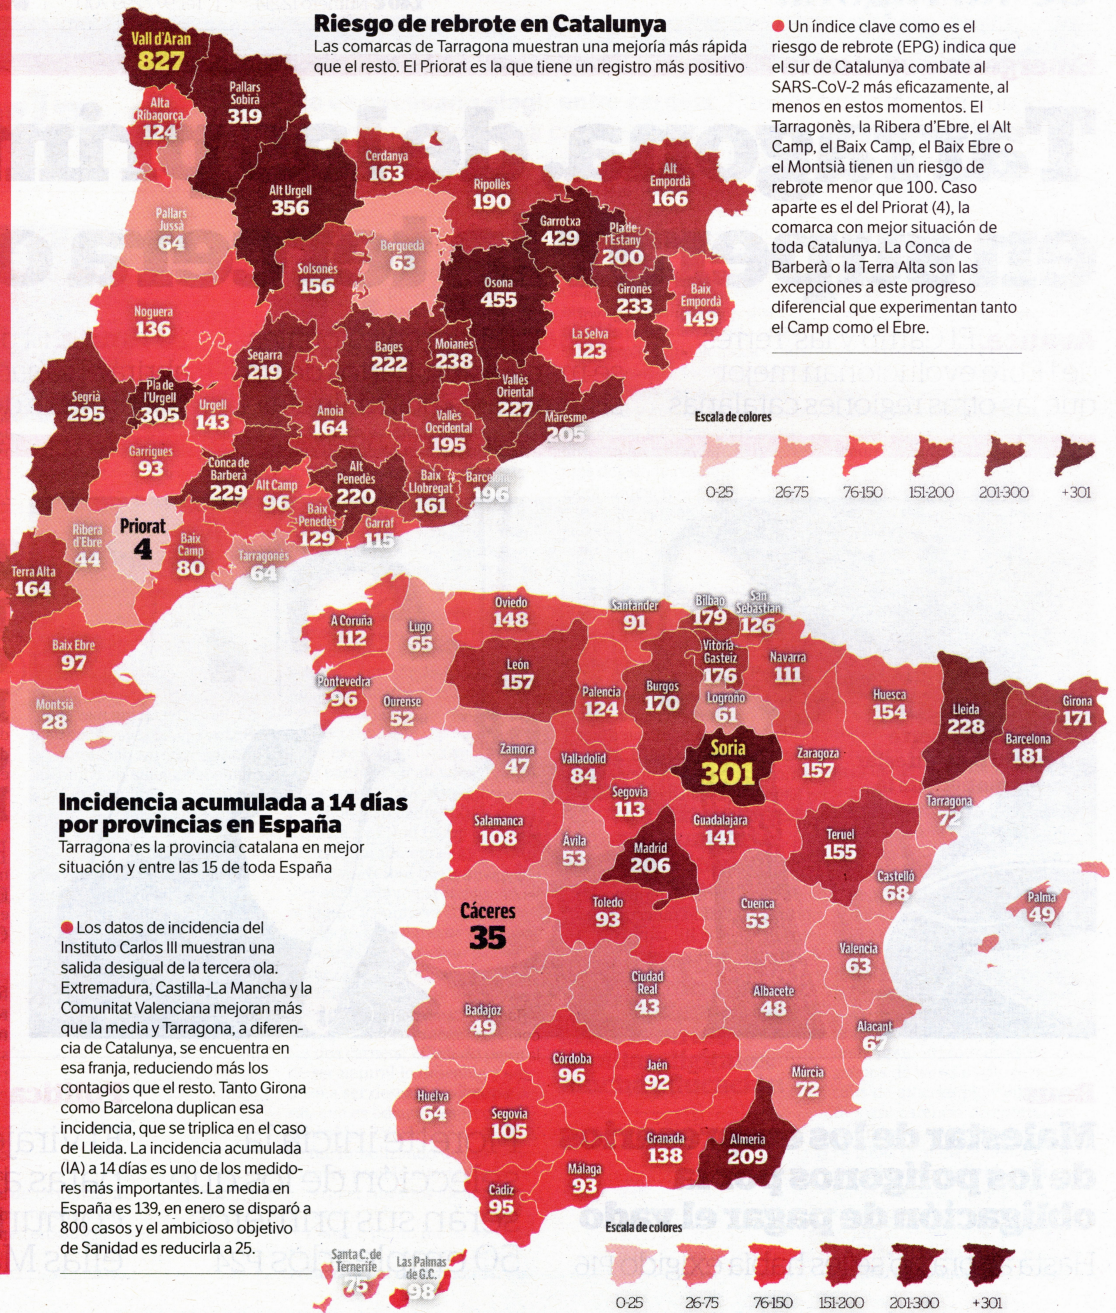 Riesgo de rebrote en Catalunya
Las comarcas de Tarragona muestran una mejoría más rápida
que el resto. El Priorat es la que tiene un registro más positivo
● Un índice clave como es el
riesgo de rebrote (EPG) indica que
el sur de Catalunya combate al
SARS-CoV-2 más eficazamente, al
menos en estos momentos. El
Tarragonès, la Ribera d'Ebre, el Alt
Camp, el Baix Camp, el Baix Ebre o
el Montsià tienen un riesgo de
rebrote menor que 100. Caso
aparte es el del Priorat (4), la
comarca con mejor situación de
toda Catalunya. La Conca de
Barberà o la Terra Alta son las
excepciones a este progreso
diferencial que experimentan tanto
el Camp como el Ebre.
Vall d'Aran
827
Pallars
Sobirà
319
Alta
Ribagorça
124
Cerdanya
163
Alt Urgell
356
Ripollès
190
Alt
Empordà
166
Pallars
Jussà
64
Berguedà
63
Garrotxa
429
Pla de
l'Estany
200
Solsonès
156
Osona
455
Gironès
233
Baix
Empordà
149
Noguera
136
La Selva
123
Segarra
219
Bages
222
Moianès
238
Vallès
Oriental
227
Segrià
295
Pla de
l'Urgell
305
Urgell
143
Anoia
164
Vallès
Occidental
195
Maresme
205
Garrigues
93
Conca de
Barberà
229
Alt Camp
96
Alt
Penedès
220
Baix
Llobregat
161
Barcelonès
196
Baix
Penedès
129
Garraf
115
Ribera
d'Ebre
44
Priorat
4
Baix
Camp
80
Tarragonés
64
Terra Alta
164
Baix Ebre
97
Montsià
28
Escala de colores
0-25
26-75
76-150
151-200
201-300
+301
Incidencia acumulada a 14 días
por provincias en España
Tarragona es la provincia catalana en mejor
situación y entre las 15 de toda España
● Los datos de incidencia del
Instituto Carlos III muestran una
salida desigual de la tercera ola.
Extremadura, Castilla-La Mancha y la
Comunitat Valenciana mejoran más
que la media y Tarragona, a diferen-
cia de Catalunya, se encuentra en
esa franja, reduciendo más los
contagios que el resto. Tanto Girona
como Barcelona duplican esa
incidencia, que se triplica en el caso
de Lleida. La incidencia acumulada
(IA) a 14 días es uno de los medido-
res más importantes. La media en
España es 139, en enero se disparó a
800 casos y el ambicioso objetivo
de Sanidad es reducirla a 25.
A Coruña
112
Lugo
65
Oviedo
148
Santander
91
Bilbao
179
San
Sebastián
126
Vitoria
Gasteiz
176
Navarra
111
Pontevedra
96
Ourense
52
León
157
Palencia
124
Burgos
170
Logroño
61
Huesca
154
Lleida
228
Girona
171
Barcelona
181
Zamora
47
Valladolid
84
Soria
301
Zaragoza
157
Tarragona
72
Segovia
113
Salamanca
108
Ávila
53
Madrid
206
Guadalajara
141
Teruel
155
Castelló
68
Cáceres
35
Toledo
93
Cuenca
53
Palma
49
Valencia
63
Badajoz
49
Ciudad
Real
43
Albacete
48
Alacant
67
Córdoba
96
Jaén
92
Múrcia
72
Huelva
64
Segovia
105
Granada
138
Almeria
209
Málaga
93
Cádiz
95
Santa C. de
Ternerife
75
Las Palmas
de G.C.
98
Escala de colores
0-25
26-75
76-150
151-200
201-300
+301